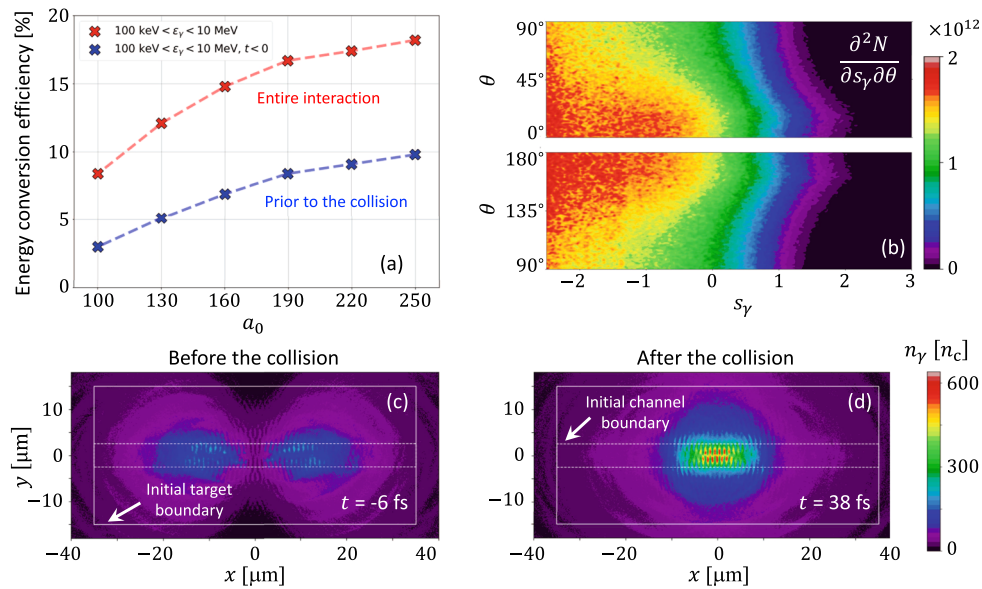 Energy conversion efficiency [%]
20
15
10
5
0
100 keV < εγ < 10 MeV
100 keV < εγ < 10 MeV, t < 0
Entire interaction
Prior to the collision
(a)
100 130 160 190 220 250
a₀
θ
90°
45°
0°
180°
135°
90°
∂²N
∂sγ∂θ
(b)
−2 −1 0 1 2 3
sγ
×10¹²
2
1
0
Before the collision
y [μm]
10
0
−10
(c)
Initial target
boundary
t = -6 fs
−40 −20 0 20 40
x [μm]
After the collision
10
0
−10
(d)
Initial channel
boundary
t = 38 fs
−40 −20 0 20 40
x [μm]
nγ [nc]
600
300
0